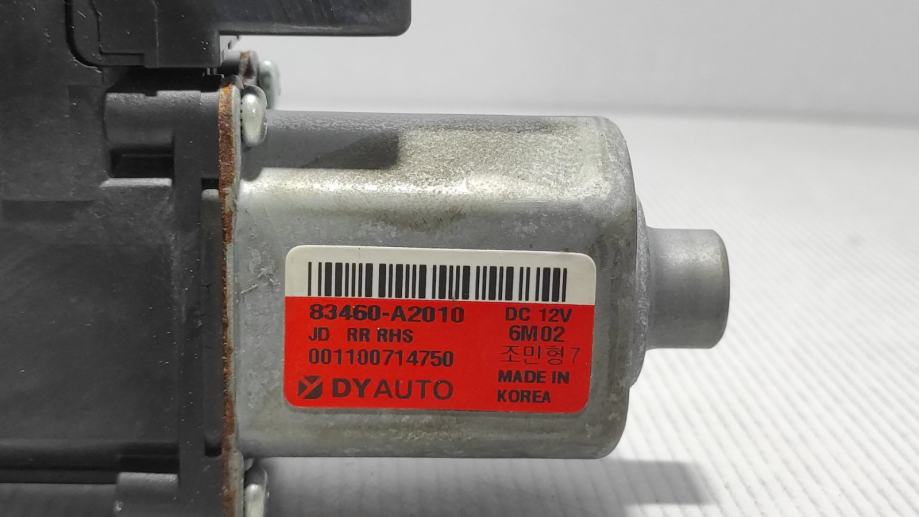 83460-A2010 DC 12V
JD RR RHS 6M02
001100714750 조민형7
DYAUTO MADE IN
KOREA